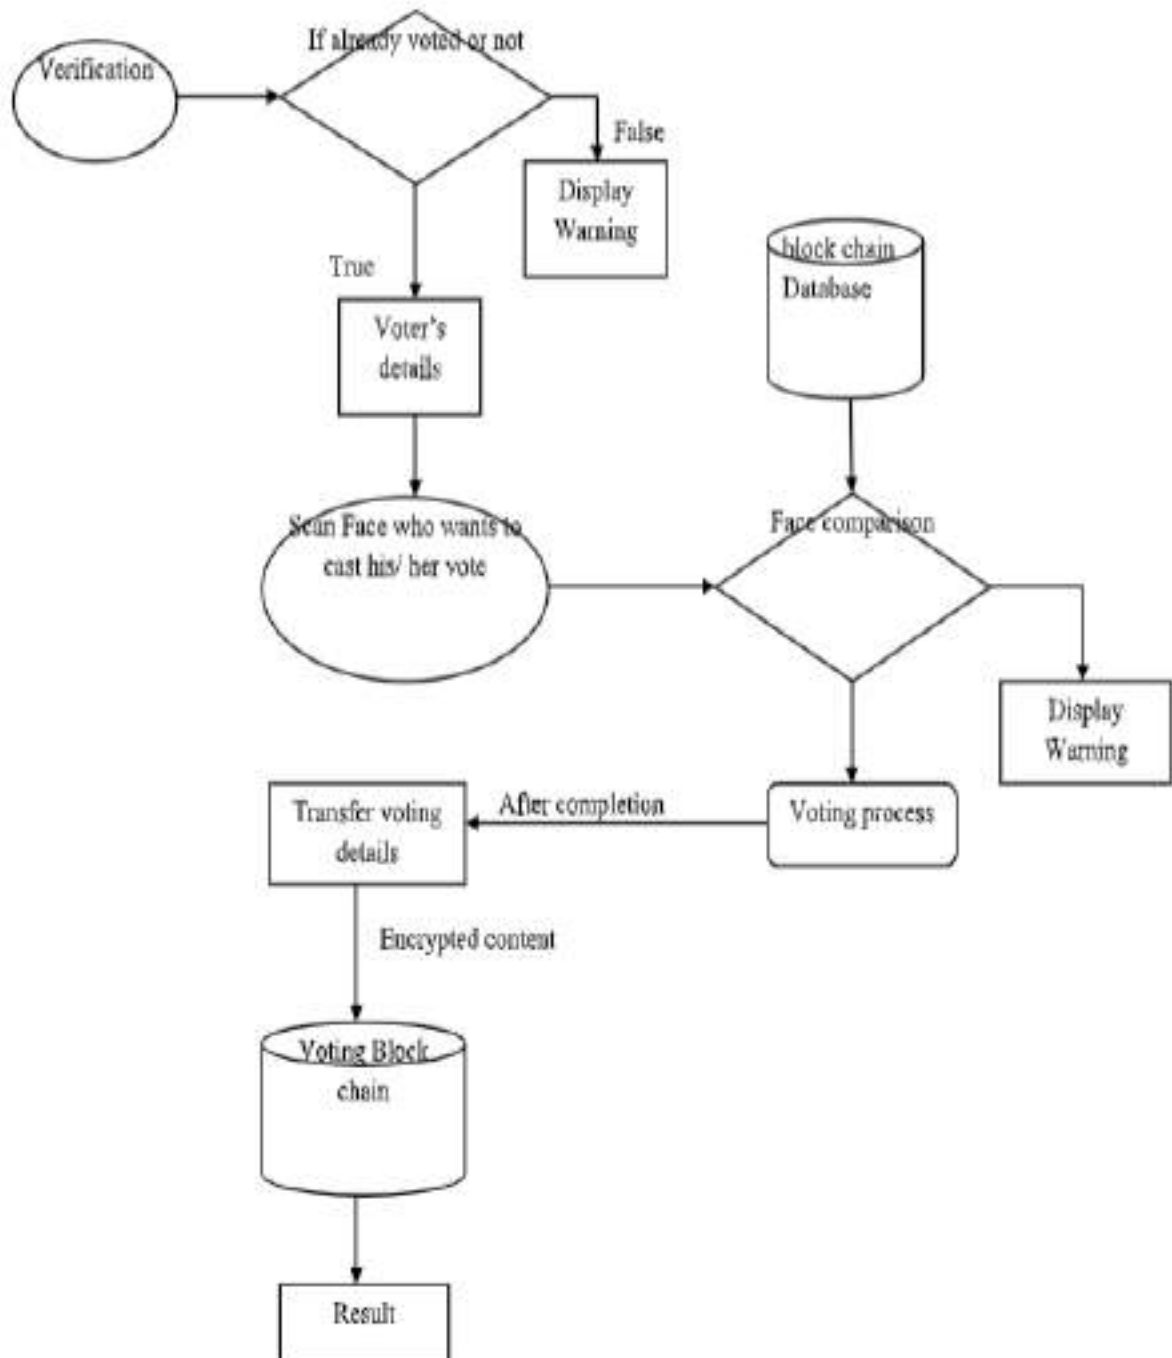 If already voted or not
Verification
False
Display
Warning
True
Voter's
details
block chain
Database
Scan Face who wants to
cast his/ her vote
Face comparison
Display
Warning
Voting process
After completion
Transfer voting
details
Encrypted content
Voting Block
chain
Result